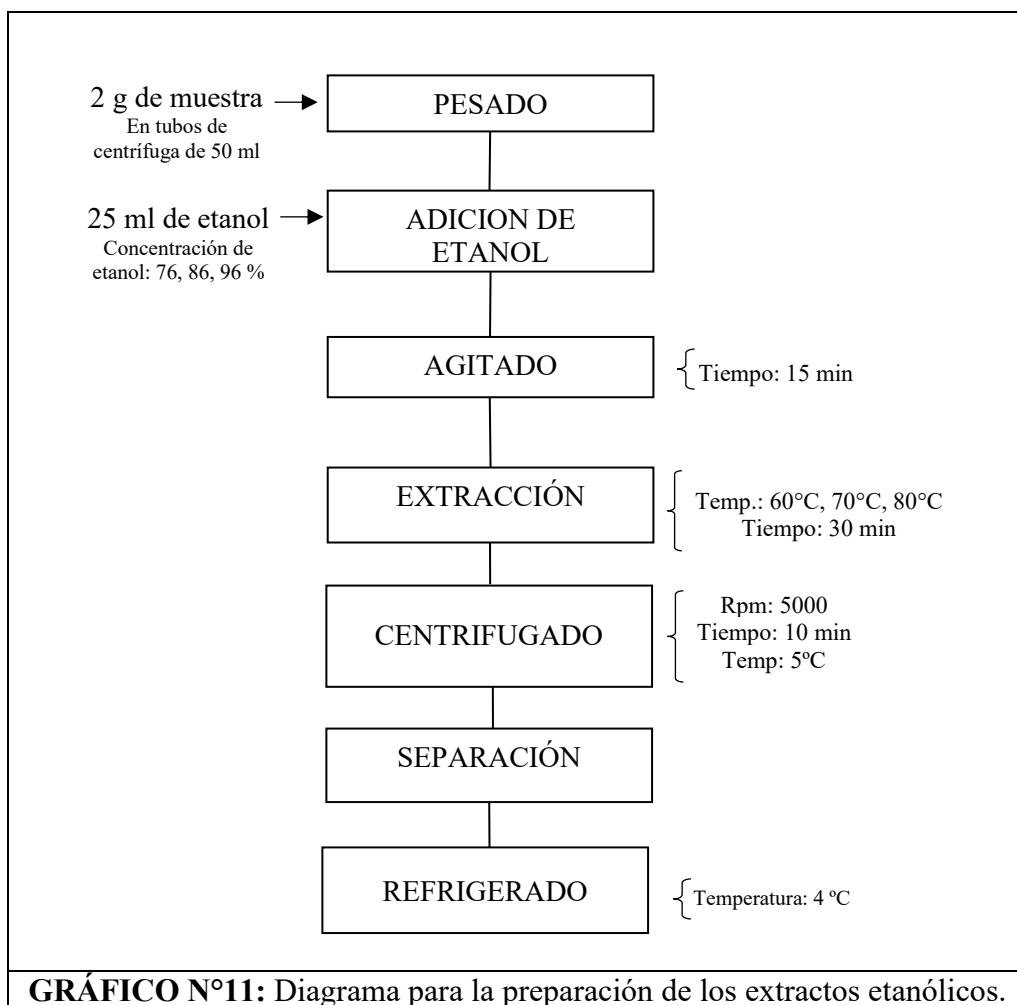 2 g de muestra
En tubos de
centrífuga de 50 ml
PESADO
25 ml de etanol
Concentración de
etanol: 76, 86, 96 %
ADICION DE
ETANOL
AGITADO
Tiempo: 15 min
EXTRACCIÓN
Temp.: 60°C, 70°C, 80°C
Tiempo: 30 min
CENTRIFUGADO
Rpm: 5000
Tiempo: 10 min
Temp: 5ºC
SEPARACIÓN
REFRIGERADO
Temperatura: 4 ºC
GRÁFICO N°11: Diagrama para la preparación de los extractos etanólicos.